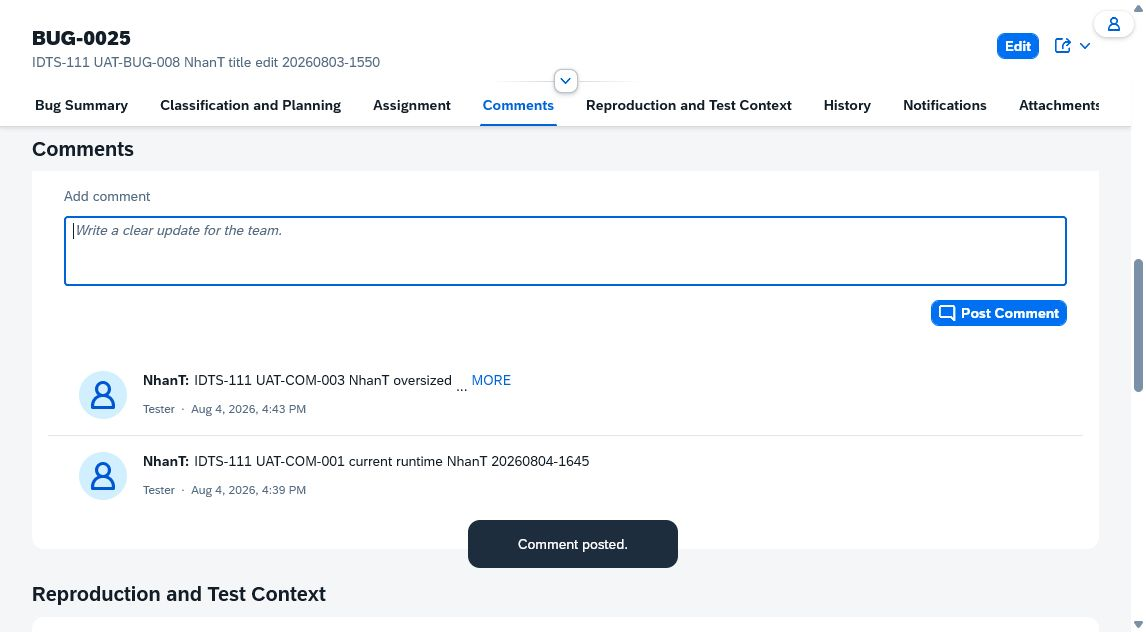 BUG-0025
IDTS-111 UAT-BUG-008 NhanT title edit 20260803-1550
Edit
Bug Summary
Classification and Planning
Assignment
Comments
Reproduction and Test Context
History
Notifications
Attachments
Comments
Add comment
Write a clear update for the team.
Post Comment
NhanT: IDTS-111 UAT-COM-003 NhanT oversized ... MORE
Tester · Aug 4, 2026, 4:43 PM
NhanT: IDTS-111 UAT-COM-001 current runtime NhanT 20260804-1645
Tester · Aug 4, 2026, 4:39 PM
Comment posted.
Reproduction and Test Context